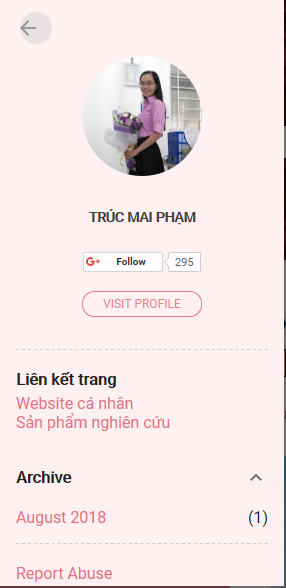 TRÚC MAI PHẠM
G+ Follow 295
VISIT PROFILE
Liên kết trang
Website cá nhân
Sản phẩm nghiên cứu
Archive
August 2018 (1)
Report Abuse